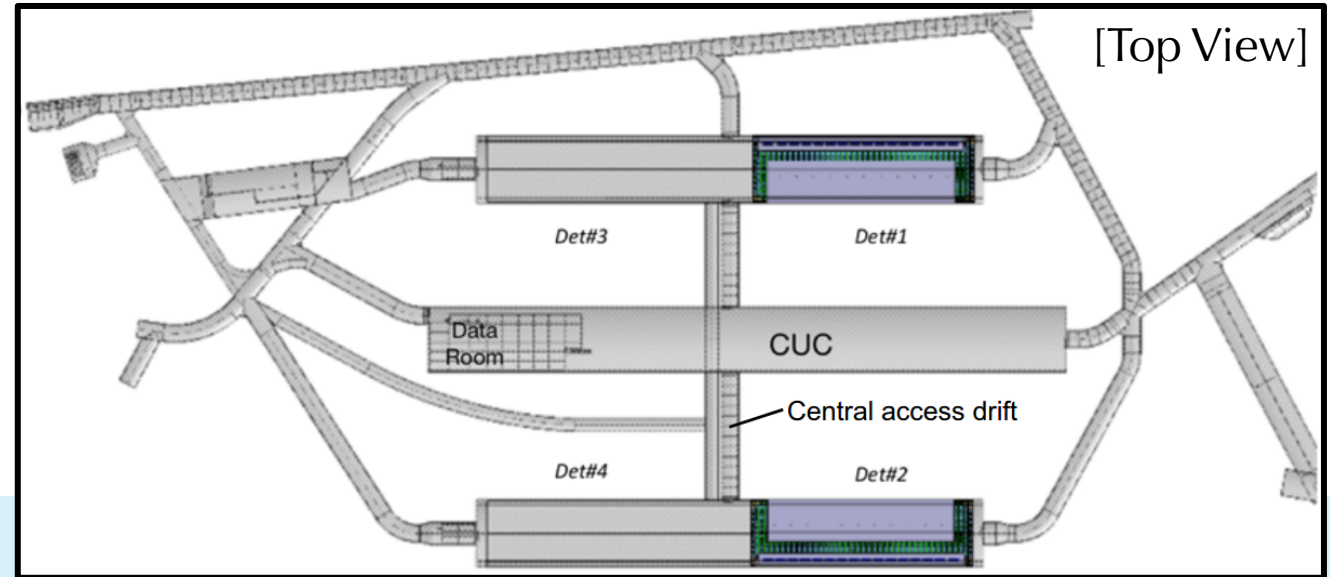 [Top View]
Det#3
Det#1
Data
Room
CUC
Central access drift
Det#4
Det#2